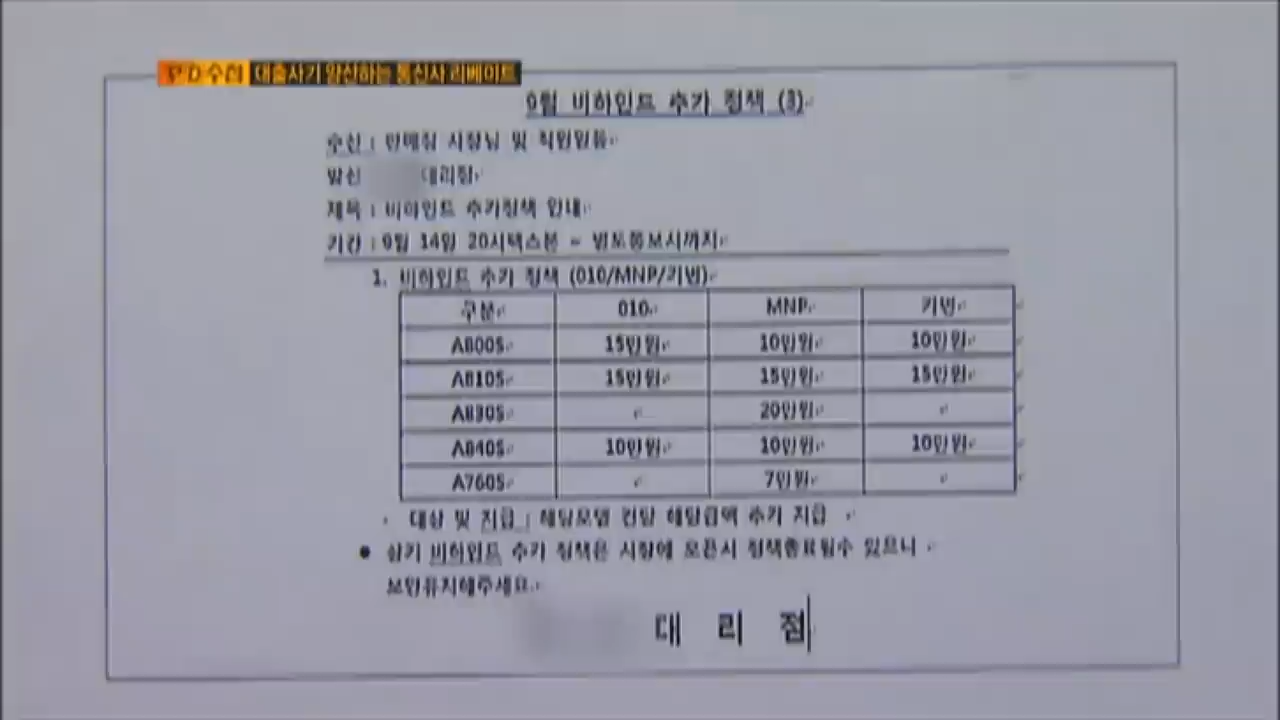 PD수첩 대출사기 양산하는 통신사 리베이트
9월 비하인드 추가 정책 (3)
수신 : 판매점 사장님 및 직원일동
발신 대리점
제목 : 비하인드 추가정책 안내
기간 : 9월 14일 20시택스분 ~ 별도통보시까지
1. 비하인드 추가 정책 (010/MNP/기변)
구분 010 MNP 기변
A800S 15만원 10만원 10만원
A810S 15만원 15만원 15만원
A830S 20만원
A840S 10만원 10만원 10만원
A760S 7만원
대상 및 지급 : 해당모델 건당 해당금액 추가 지급
● 상기 비하인드 추가 정책은 시장에 오픈시 정책종료될수 있으니
보안유지해주세요.
대 리 점